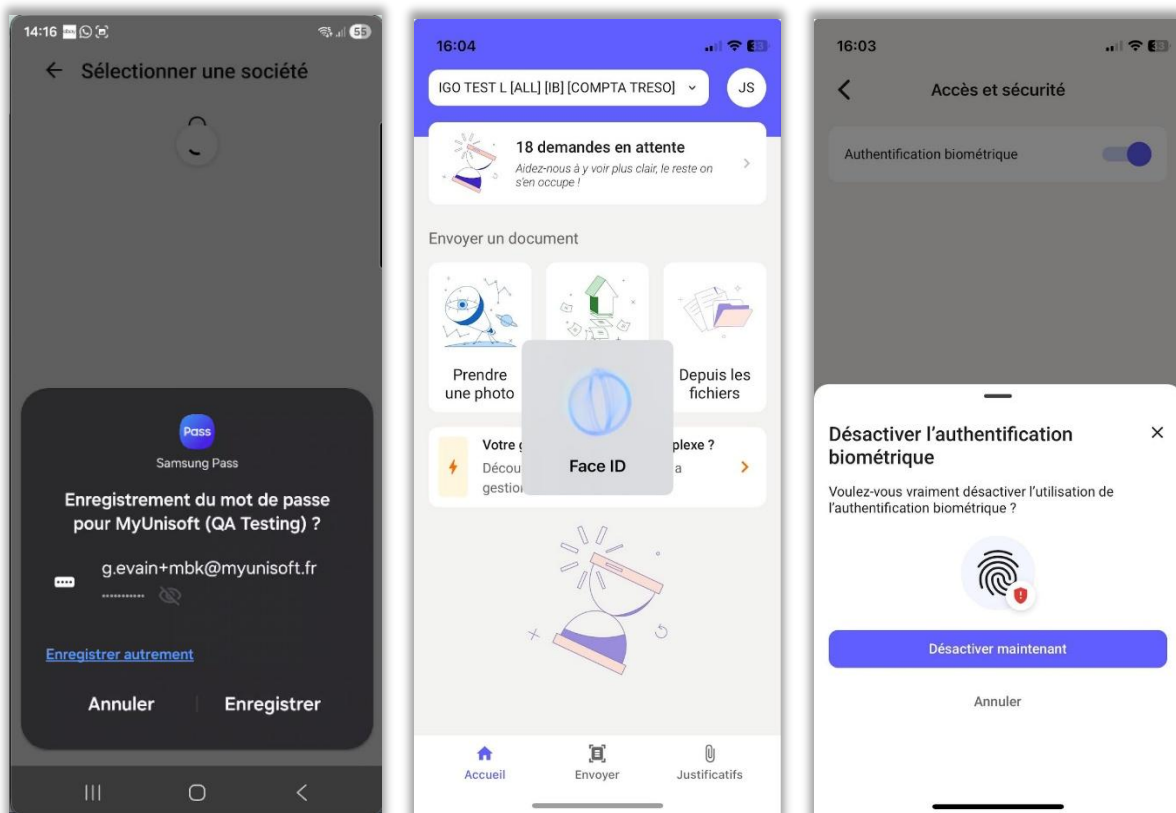 14:16
55
Sélectionner une société
Pass
Samsung Pass
Enregistrement du mot de passe
pour MyUnisoft (QA Testing) ?
g.evain+mbk@myunisoft.fr
Enregistrer autrement
Annuler
Enregistrer
16:04
33
IGO TEST L [ALL] [IB] [COMPTA TRESO]
JS
18 demandes en attente
Aidez-nous à y voir plus clair, le reste on
s'en occupe !
Envoyer un document
Prendre
une photo
Depuis les
fichiers
Votre
plexe ?
Décou
a
gestion
Face ID
Accueil
Envoyer
Justificatifs
16:03
33
Accès et sécurité
Authentification biométrique
Désactiver l'authentification
biométrique
Voulez-vous vraiment désactiver l'utilisation de
l'authentification biométrique ?
Désactiver maintenant
Annuler